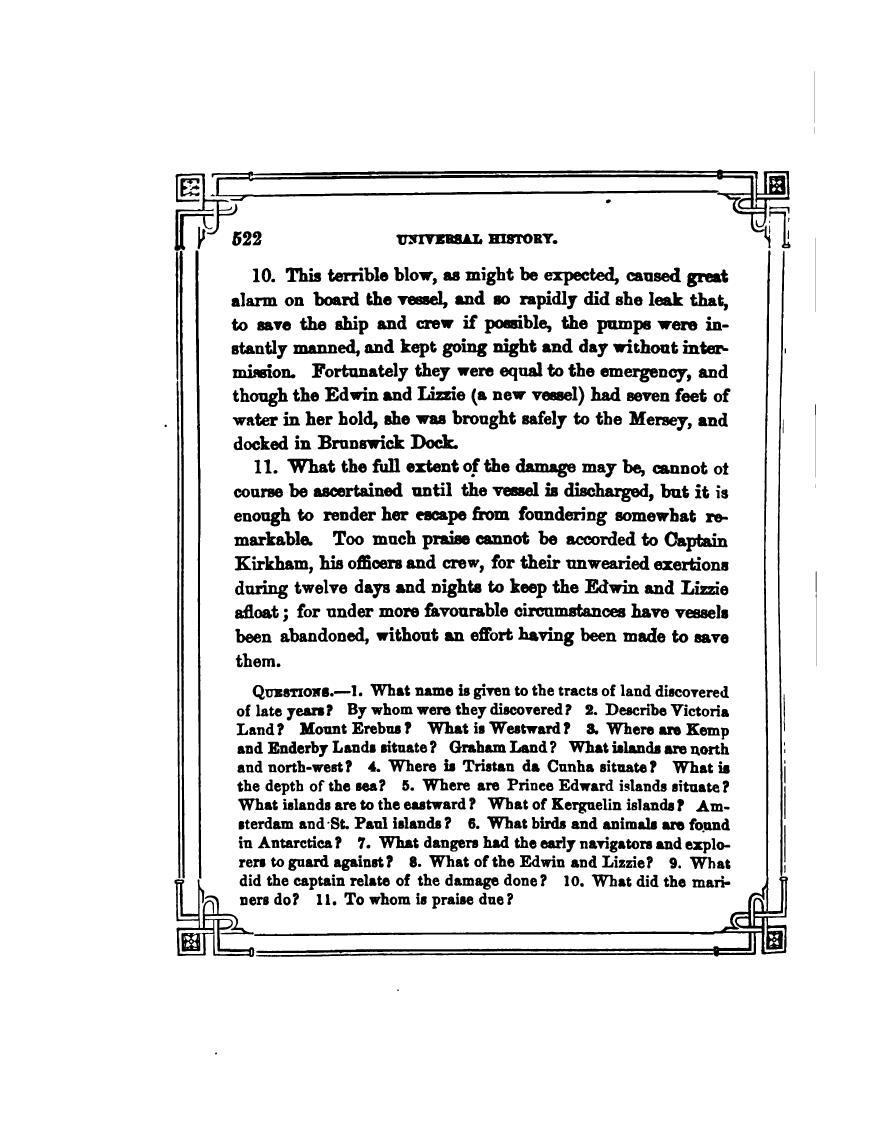 522 UNIVERSAL HISTORY.
10. This terrible blow, as might be expected, caused great
alarm on board the vessel, and so rapidly did she leak that,
to save the ship and crew if possible, the pumps were in-
stantly manned, and kept going night and day without inter-
mission. Fortunately they were equal to the emergency, and
though the Edwin and Lizzie (a new vessel) had seven feet of
water in her hold, she was brought safely to the Mersey, and
docked in Brunswick Dock.
11. What the full extent of the damage may be, cannot of
course be ascertained until the vessel is discharged, but it is
enough to render her escape from foundering somewhat re-
markable. Too much praise cannot be accorded to Captain
Kirkham, his officers and crew, for their unwearied exertions
during twelve days and nights to keep the Edwin and Lizzie
afloat; for under more favourable circumstances have vessels
been abandoned, without an effort having been made to save
them.
QUESTIONS.—1. What name is given to the tracts of land discovered
of late years? By whom were they discovered? 2. Describe Victoria
Land? Mount Erebus? What is Westward? 3. Where are Kemp
and Enderby Lands situate? Graham Land? What islands are north
and north-west? 4. Where is Tristan da Cunha situate? What is
the depth of the sea? 5. Where are Prince Edward islands situate?
What islands are to the eastward? What of Kerguelin islands? Am-
sterdam and St. Paul islands? 6. What birds and animals are found
in Antarctica? 7. What dangers had the early navigators and explo-
rers to guard against? 8. What of the Edwin and Lizzie? 9. What
did the captain relate of the damage done? 10. What did the mari-
ners do? 11. To whom is praise due?